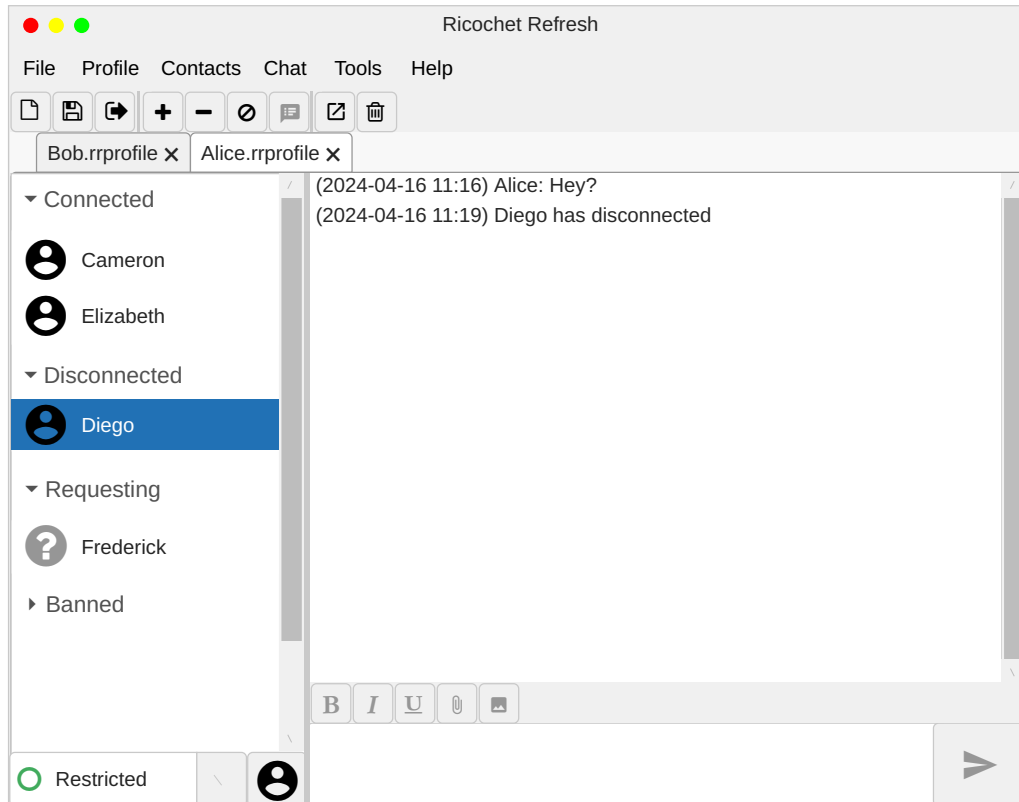 Ricochet Refresh
File Profile Contacts Chat Tools Help
Bob.rrprofile Alice.rrprofile
Connected
Cameron
Elizabeth
Disconnected
Diego
Requesting
Frederick
Banned
Restricted
(2024-04-16 11:16) Alice: Hey?
(2024-04-16 11:19) Diego has disconnected
B I U